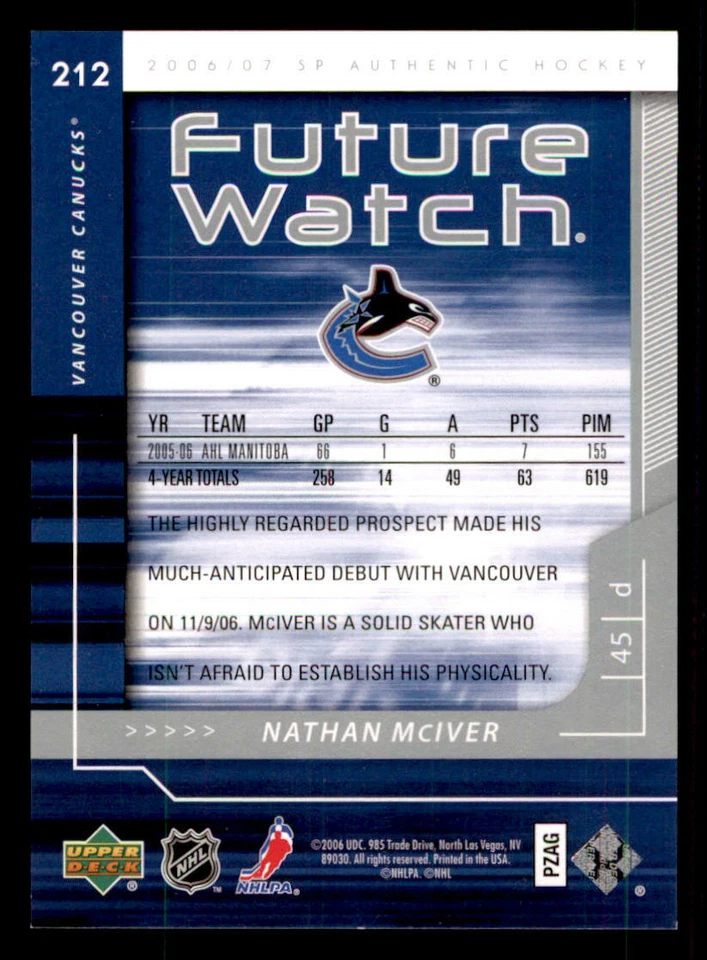 212
2006/07 SP AUTHENTIC HOCKEY
VANCOUVER CANUCKS®
Future
Watch®
®
YR TEAM GP G A PTS PIM
2005-06 AHL MANITOBA 66 1 6 7 155
4-YEAR TOTALS 258 14 49 63 619
THE HIGHLY REGARDED PROSPECT MADE HIS
MUCH-ANTICIPATED DEBUT WITH VANCOUVER
ON 11/9/06. McIVER IS A SOLID SKATER WHO
ISN'T AFRAID TO ESTABLISH HIS PHYSICALITY.
45 d
>>>>> NATHAN McIVER
UPPER
D·E·C·K ®
NHL ™
NHLPA®
©2006 UDC. 985 Trade Drive, North Las Vegas, NV
89030. All rights reserved. Printed in the USA.
©NHLPA. ©NHL
PZAG
®